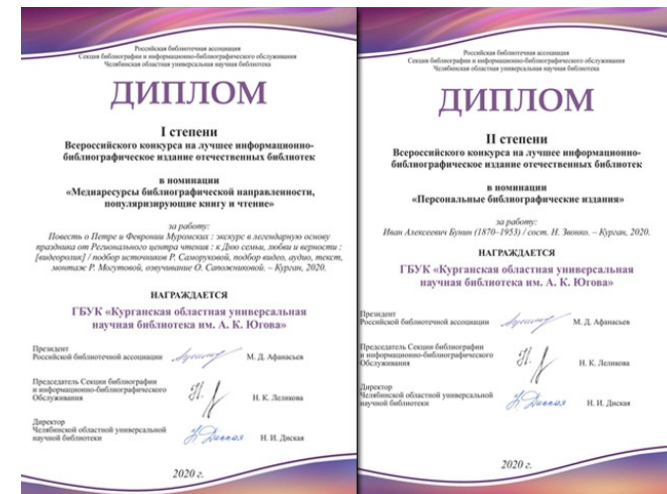 Российская библиотечная ассоциация
Секция библиографии и информационно-библиографического обслуживания
Челябинская областная универсальная научная библиотека
ДИПЛОМ
I степени
Всероссийского конкурса на лучшее информационно-
библиографическое издание отечественных библиотек
в номинации
«Медиаресурсы библиографической направленности,
популяризирующие книгу и чтение»
за работу:
Повесть о Петре и Февронии Муромских : экскурс в легендарную основу
праздника от Регионального центра чтения : к Дню семьи, любви и верности :
[видеоролик] / подбор источников Р. Саморуковой, подбор видео, аудио, текст,
монтаж Р. Могутовой, озвучивание О. Сапожниковой. – Курган, 2020.
НАГРАЖДАЕТСЯ
ГБУК «Курганская областная универсальная
научная библиотека им. А. К. Югова»
Президент
Российской библиотечной ассоциации
М. Д. Афанасьев
Председатель Секции библиографии
и информационно-библиографического
Обслуживания
Н. К. Леликова
Директор
Челябинской областной универсальной
научной библиотеки
Н. И. Диская
2020 г.
Российская библиотечная ассоциация
Секция библиографии и информационно-библиографического обслуживания
Челябинская областная универсальная научная библиотека
ДИПЛОМ
II степени
Всероссийского конкурса на лучшее информационно-
библиографическое издание отечественных библиотек
в номинации
«Персональные библиографические издания»
за работу:
Иван Алексеевич Бунин (1870–1953) / сост. Н. Звонко. – Курган, 2020.
НАГРАЖДАЕТСЯ
ГБУК «Курганская областная универсальная
научная библиотека им. А. К. Югова»
Президент
Российской библиотечной ассоциации
М. Д. Афанасьев
Председатель Секции библиографии
и информационно-библиографического
Обслуживания
Н. К. Леликова
Директор
Челябинской областной универсальной
научной библиотеки
Н. И. Диская
2020 г.